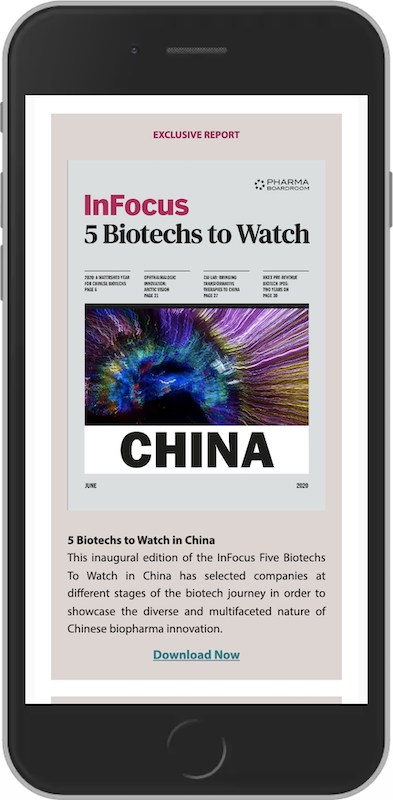 EXCLUSIVE REPORT
PHARMA
BOARDROOM
InFocus
5 Biotechs to Watch
2020: A WATERSHED YEAR
FOR CHINESE BIOTECHS
PAGE 6
OPHTHALMOLOGIC
INNOVATION:
ARCTIC VISION
PAGE 21
ZAI LAB: BRINGING
TRANSFORMATIVE
THERAPIES TO CHINA
PAGE 27
HKEX PRE-REVENUE
BIOTECH IPOS:
TWO YEARS ON
PAGE 30
CHINA
JUNE
2020
5 Biotechs to Watch in China
This inaugural edition of the InFocus Five Biotechs
To Watch in China has selected companies at
different stages of the biotech journey in order to
showcase the diverse and multifaceted nature of
Chinese biopharma innovation.
Download Now